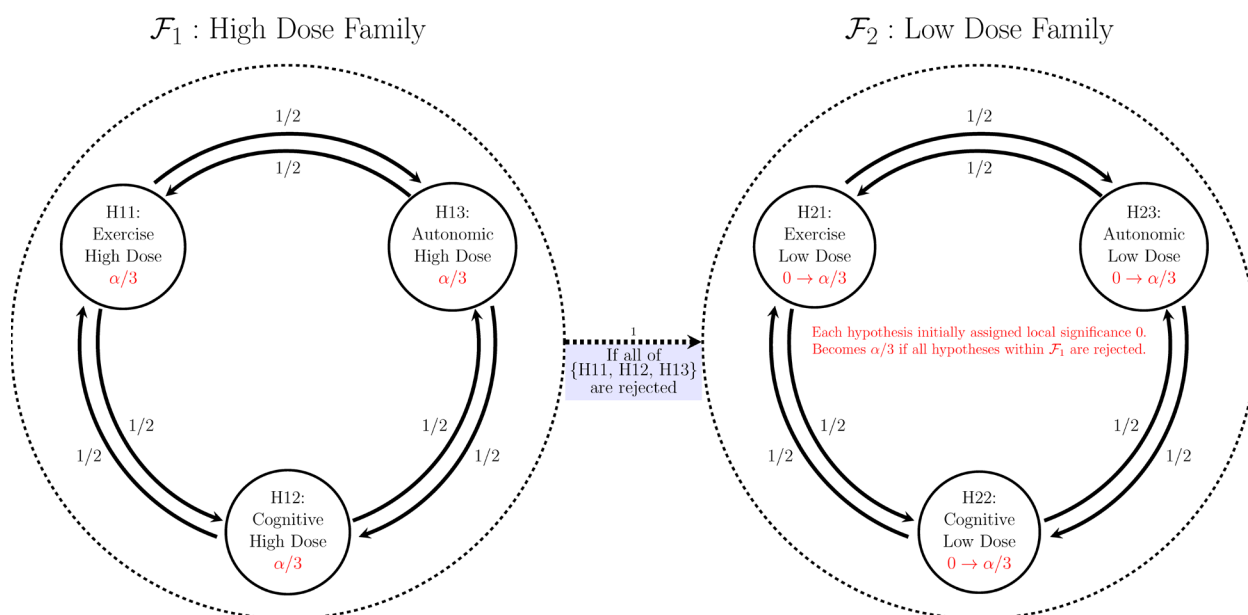 𝓕₁ : High Dose Family
1/2
1/2
H11:
Exercise
High Dose
α/3
H13:
Autonomic
High Dose
α/3
1/2
1/2
1/2
1/2
H12:
Cognitive
High Dose
α/3
1
If all of
{H11, H12, H13}
are rejected
𝓕₂ : Low Dose Family
1/2
1/2
H21:
Exercise
Low Dose
0 → α/3
H23:
Autonomic
Low Dose
0 → α/3
Each hypothesis initially assigned local significance 0.
Becomes α/3 if all hypotheses within 𝓕₁ are rejected.
1/2
1/2
1/2
1/2
H22:
Cognitive
Low Dose
0 → α/3